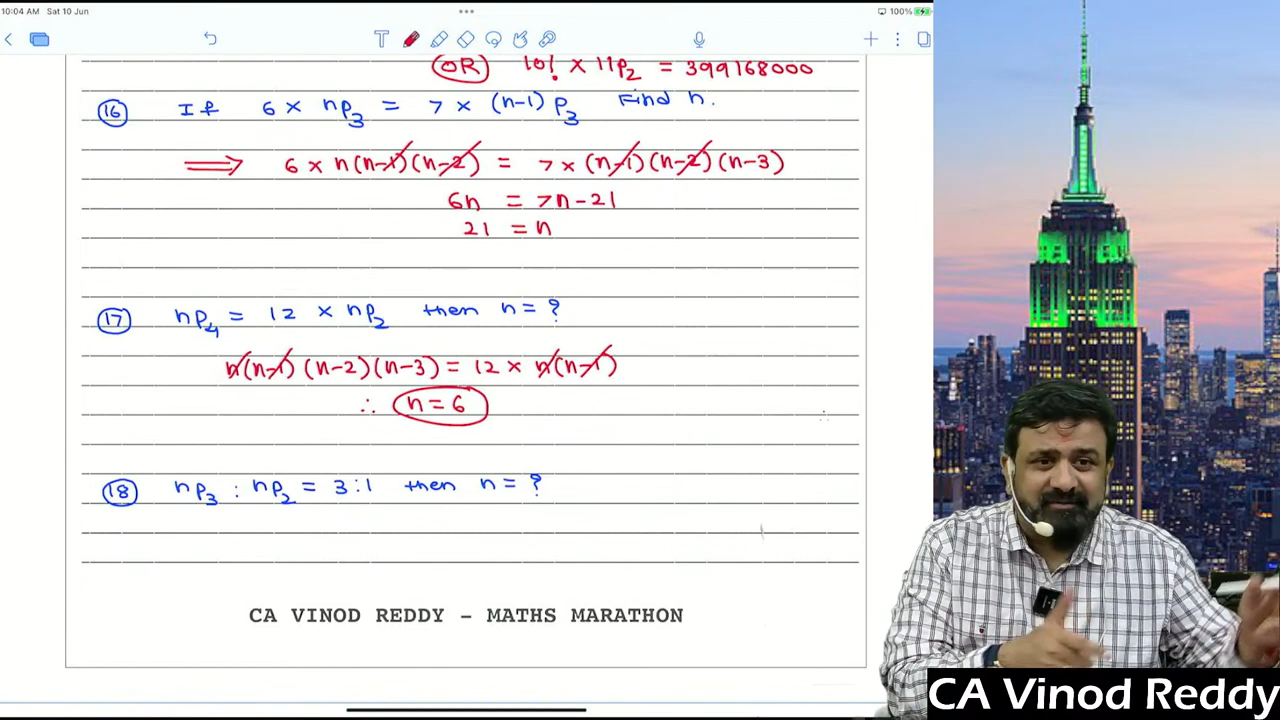 10:04 AM Sat 10 Jun
100%
OR 10! × 11P₂ = 399168000
16 If 6 × nP₃ = 7 × (n-1)P₃ Find n.
⟹ 6 × n(n-1)(n-2) = 7 × (n-1)(n-2)(n-3)
6n = 7n - 21
21 = n
17 nP₄ = 12 × nP₂ then n = ?
n(n-1)(n-2)(n-3) = 12 × n(n-1)
∴ n = 6
18 nP₃ : nP₂ = 3:1 then n = ?
CA VINOD REDDY - MATHS MARATHON
CA Vinod Reddy